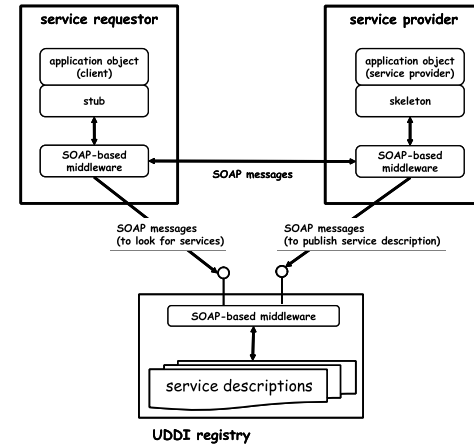 service requestor
application object
(client)
stub
SOAP-based
middleware
service provider
application object
(service provider)
skeleton
SOAP-based
middleware
SOAP messages
SOAP messages
(to look for services)
SOAP messages
(to publish service description)
SOAP-based middleware
service descriptions
UDDI registry